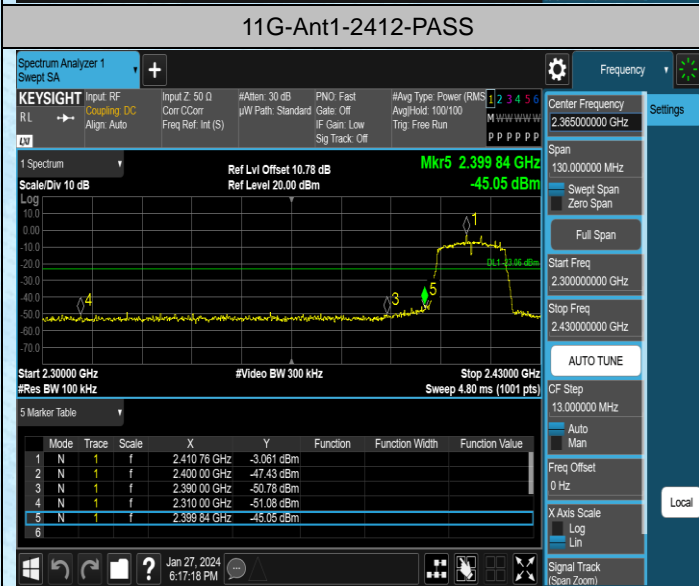 11G-Ant1-2412-PASS
Spectrum Analyzer 1
Swept SA
+
Frequency
KEYSIGHT
RL
LXI
Input: RF
Coupling: DC
Align: Auto
Input Z: 50 Ω
Corr CCorr
Freq Ref: Int (S)
#Atten: 30 dB
µW Path: Standard
PNO: Fast
Gate: Off
IF Gain: Low
Sig Track: Off
#Avg Type: Power (RMS
Avg|Hold: 100/100
Trig: Free Run
1 2 3 4 5 6
M W W W W W
P P P P P P
1 Spectrum
Scale/Div 10 dB
Ref Lvl Offset 10.78 dB
Ref Level 20.00 dBm
Mkr5 2.399 84 GHz
-45.05 dBm
Log
10.0
0.00
-10.0
-20.0
-30.0
-40.0
-50.0
-60.0
-70.0
1
DL1 -23.06 dBm
4
3
5
Start 2.30000 GHz
#Res BW 100 kHz
#Video BW 300 kHz
Stop 2.43000 GHz
Sweep 4.80 ms (1001 pts)
5 Marker Table
Mode Trace Scale X Y Function Function Width Function Value
1 N 1 f 2.410 76 GHz -3.061 dBm
2 N 1 f 2.400 00 GHz -47.43 dBm
3 N 1 f 2.390 00 GHz -50.78 dBm
4 N 1 f 2.310 00 GHz -51.08 dBm
5 N 1 f 2.399 84 GHz -45.05 dBm
6
Center Frequency
2.365000000 GHz
Settings
Span
130.000000 MHz
Swept Span
Zero Span
Full Span
Start Freq
2.300000000 GHz
Stop Freq
2.430000000 GHz
AUTO TUNE
CF Step
13.000000 MHz
Auto
Man
Freq Offset
0 Hz
X Axis Scale
Log
Lin
Local
Signal Track
(Span Zoom)
?
Jan 27, 2024
6:17:18 PM